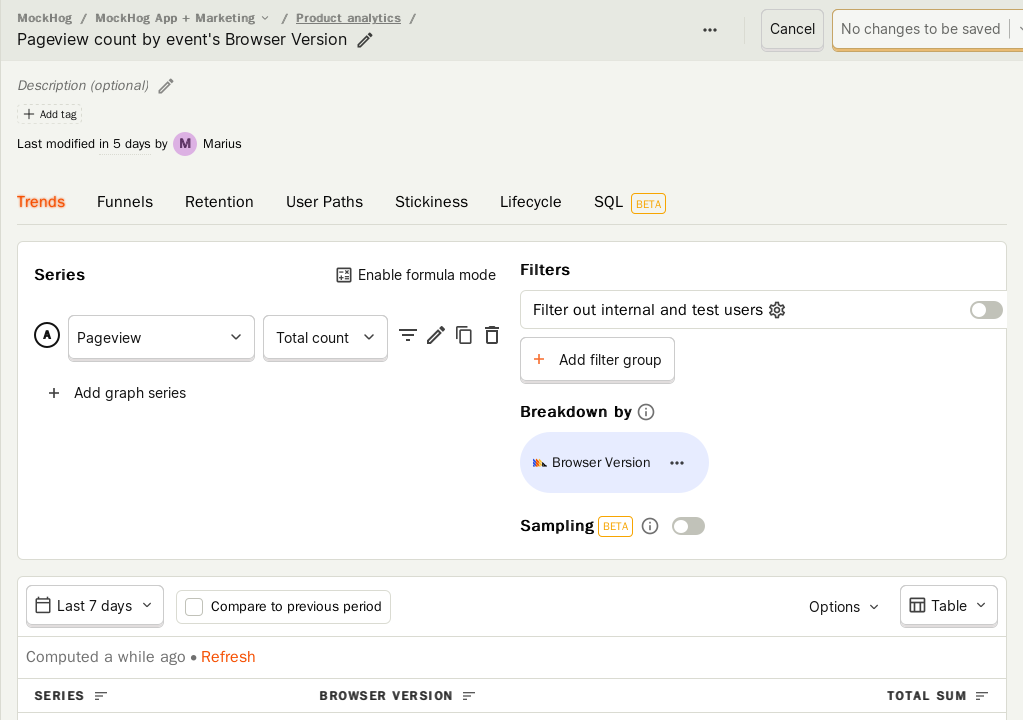 MockHog / MockHog App + Marketing / Product analytics /
Pageview count by event's Browser Version
Cancel
No changes to be saved
Description (optional)
Add tag
Last modified in 5 days by M Marius
Trends Funnels Retention User Paths Stickiness Lifecycle SQL BETA
Series
Enable formula mode
A Pageview Total count
Add graph series
Filters
Filter out internal and test users
Add filter group
Breakdown by
Browser Version
Sampling BETA
Last 7 days
Compare to previous period
Options
Table
Computed a while ago • Refresh
SERIES BROWSER VERSION TOTAL SUM